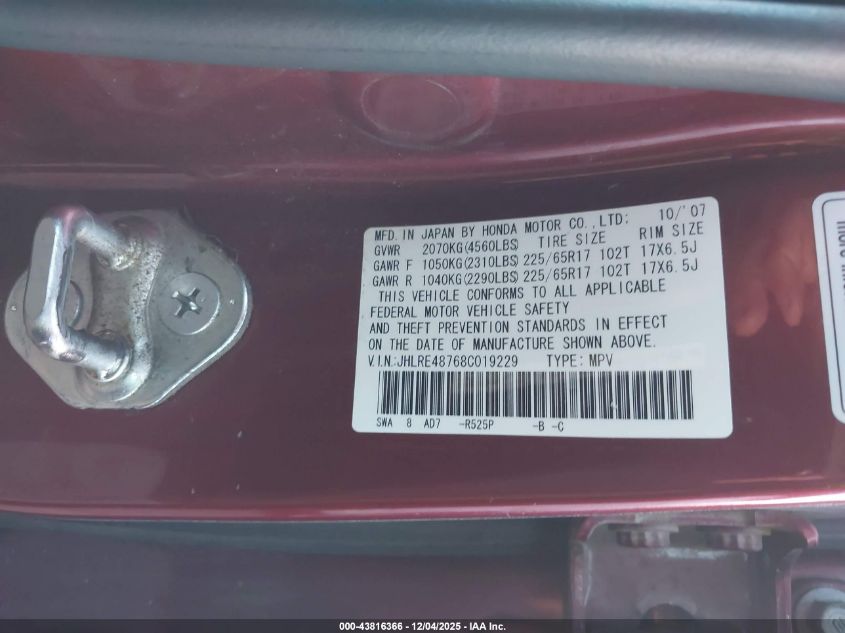 MFD. IN JAPAN BY HONDA MOTOR CO., LTD: 10/'07
GVWR 2070KG(4560LBS) TIRE SIZE RIM SIZE
GAWR F 1050KG(2310LBS) 225/65R17 102T 17X6.5J
GAWR R 1040KG(2290LBS) 225/65R17 102T 17X6.5J
THIS VEHICLE CONFORMS TO ALL APPLICABLE
FEDERAL MOTOR VEHICLE SAFETY
AND THEFT PREVENTION STANDARDS IN EFFECT
ON THE DATE OF MANUFACTURE SHOWN ABOVE.
V.I.N.:JHLRE48768C019229 TYPE: MPV
SWA 8 AD7 -R525P -B -C
000-43816366 - 12/04/2025 - IAA Inc.